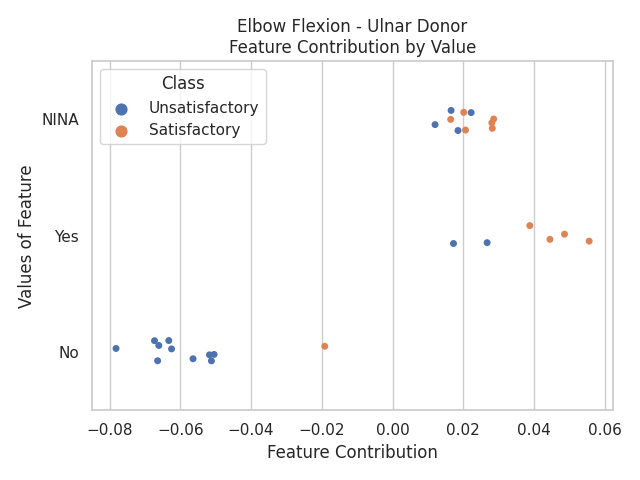 Elbow Flexion - Ulnar Donor
Feature Contribution by Value
Class
Unsatisfactory
Satisfactory
Values of Feature
NINA
Yes
No
−0.08 −0.06 −0.04 −0.02 0.00 0.02 0.04 0.06
Feature Contribution